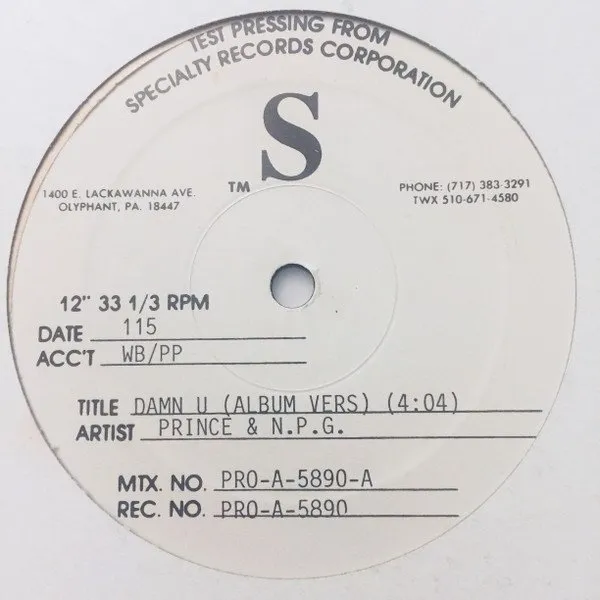 TEST PRESSING FROM
SPECIALTY RECORDS CORPORATION
S
TM
1400 E. LACKAWANNA AVE.
OLYPHANT, PA. 18447
PHONE: (717) 383-3291
TWX 510-671-4580
12" 33 1/3 RPM
DATE 115
ACC'T WB/PP
TITLE DAMN U (ALBUM VERS) (4:04)
ARTIST PRINCE & N.P.G.
MTX. NO. PRO-A-5890-A
REC. NO. PRO-A-5890